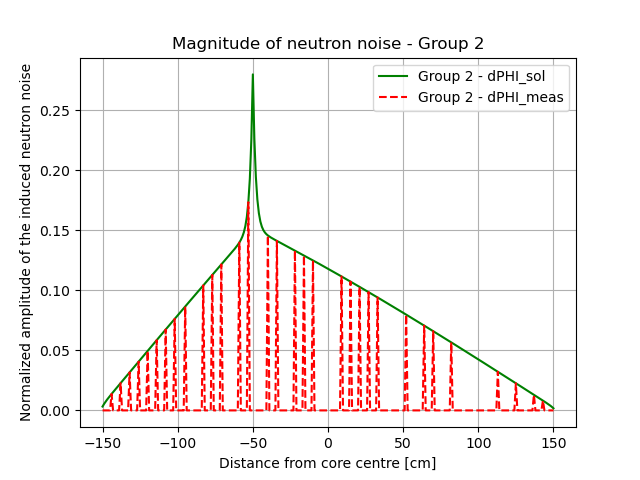 Magnitude of neutron noise - Group 2
Group 2 - dPHI_sol
Group 2 - dPHI_meas
Normalized amplitude of the induced neutron noise
0.25
0.20
0.15
0.10
0.05
0.00
−150 −100 −50 0 50 100 150
Distance from core centre [cm]